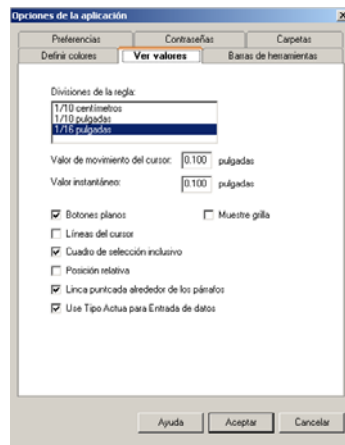 Opciones de la aplicación
Preferencias Contraseñas Carpetas
Definir colores Ver valores Barras de herramientas
Divisiones de la regla:
1/10 centímetros
1/10 pulgadas
1/16 pulgadas
Valor de movimiento del cursor: 0.100 pulgadas
Valor instantáneo: 0.100 pulgadas
Botones planos Muestre grilla
Líneas del cursor
Cuadro de selección inclusivo
Posición relativa
Linca puntcada alrededor de los párrafos
Use Tipo Actua para Entrada de datos
Ayuda Aceptar Cancelar